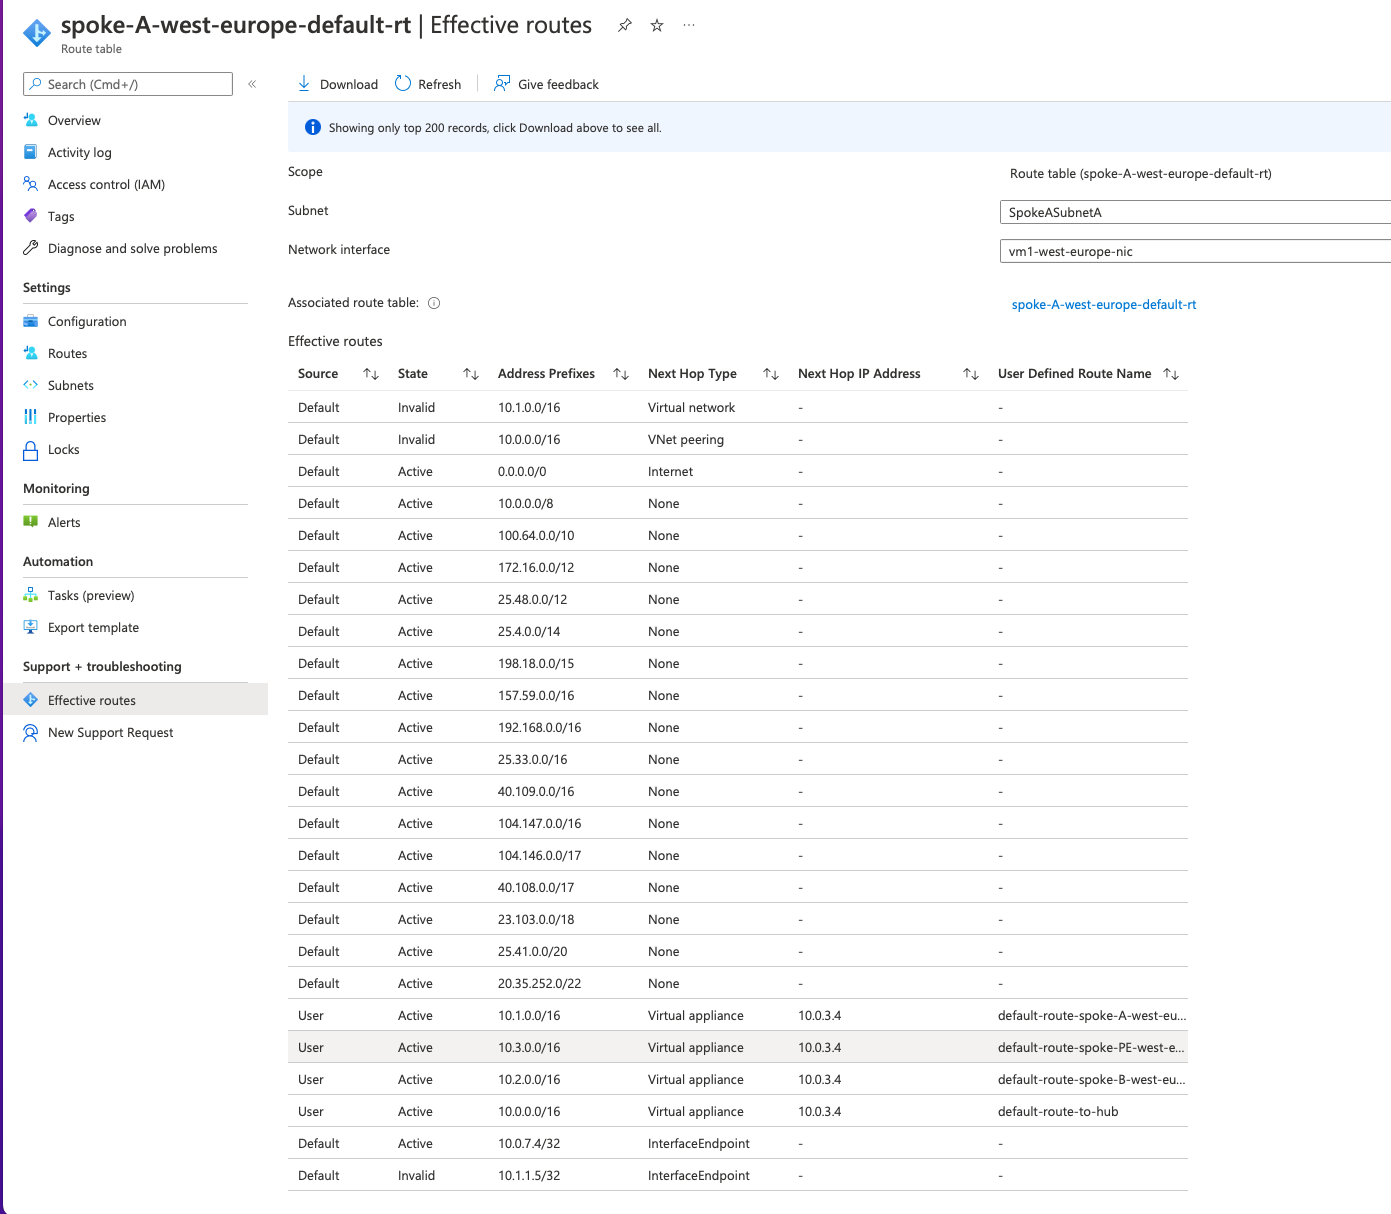 spoke-A-west-europe-default-rt | Effective routes
Route table
Search (Cmd+/)
Overview
Activity log
Access control (IAM)
Tags
Diagnose and solve problems
Settings
Configuration
Routes
Subnets
Properties
Locks
Monitoring
Alerts
Automation
Tasks (preview)
Export template
Support + troubleshooting
Effective routes
New Support Request
Download Refresh Give feedback
Showing only top 200 records, click Download above to see all.
Scope Route table (spoke-A-west-europe-default-rt)
Subnet SpokeASubnetA
Network interface vm1-west-europe-nic
Associated route table: spoke-A-west-europe-default-rt
Effective routes
Source State Address Prefixes Next Hop Type Next Hop IP Address User Defined Route Name
Default Invalid 10.1.0.0/16 Virtual network - -
Default Invalid 10.0.0.0/16 VNet peering - -
Default Active 0.0.0.0/0 Internet - -
Default Active 10.0.0.0/8 None - -
Default Active 100.64.0.0/10 None - -
Default Active 172.16.0.0/12 None - -
Default Active 25.48.0.0/12 None - -
Default Active 25.4.0.0/14 None - -
Default Active 198.18.0.0/15 None - -
Default Active 157.59.0.0/16 None - -
Default Active 192.168.0.0/16 None - -
Default Active 25.33.0.0/16 None - -
Default Active 40.109.0.0/16 None - -
Default Active 104.147.0.0/16 None - -
Default Active 104.146.0.0/17 None - -
Default Active 40.108.0.0/17 None - -
Default Active 23.103.0.0/18 None - -
Default Active 25.41.0.0/20 None - -
Default Active 20.35.252.0/22 None - -
User Active 10.1.0.0/16 Virtual appliance 10.0.3.4 default-route-spoke-A-west-eu...
User Active 10.3.0.0/16 Virtual appliance 10.0.3.4 default-route-spoke-PE-west-e...
User Active 10.2.0.0/16 Virtual appliance 10.0.3.4 default-route-spoke-B-west-eu...
User Active 10.0.0.0/16 Virtual appliance 10.0.3.4 default-route-to-hub
Default Active 10.0.7.4/32 InterfaceEndpoint - -
Default Invalid 10.1.1.5/32 InterfaceEndpoint - -